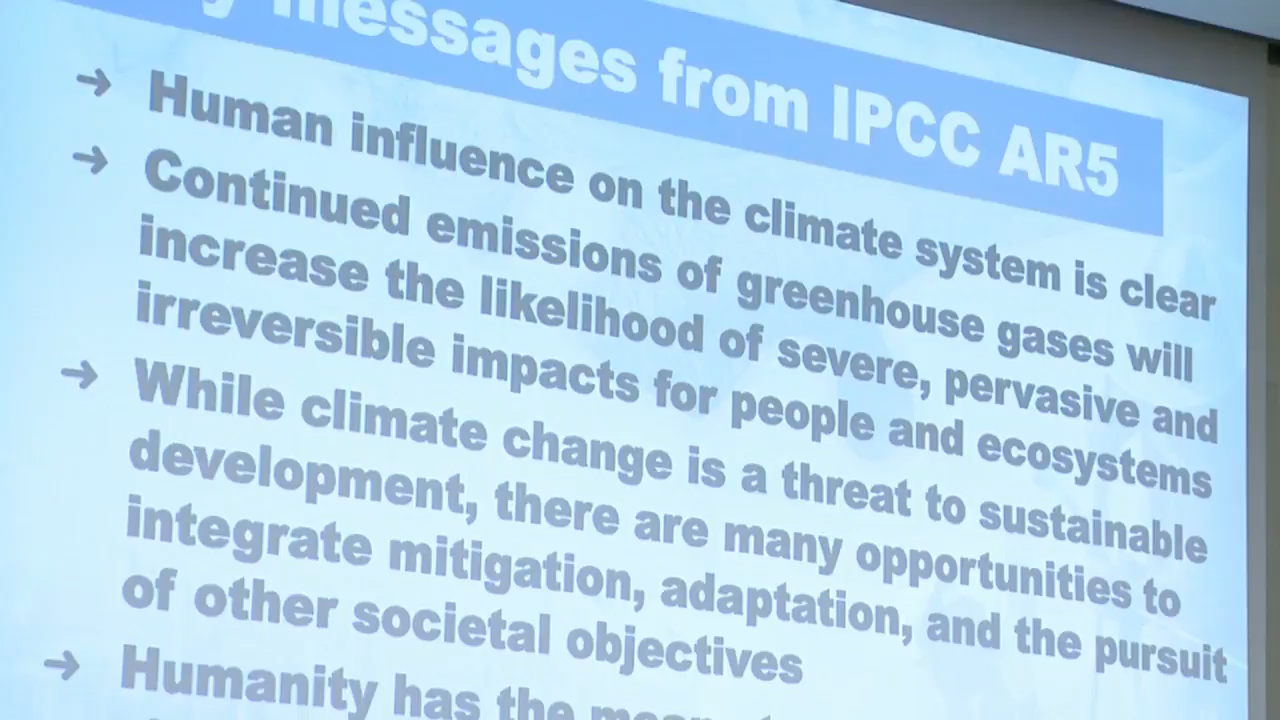 messages from IPCC AR5
→ Human influence on the climate system is clear
→ Continued emissions of greenhouse gases will
increase the likelihood of severe, pervasive and
irreversible impacts for people and ecosystems
→ While climate change is a threat to sustainable
development, there are many opportunities to
integrate mitigation, adaptation, and the pursuit
of other societal objectives
→ Humanity has the